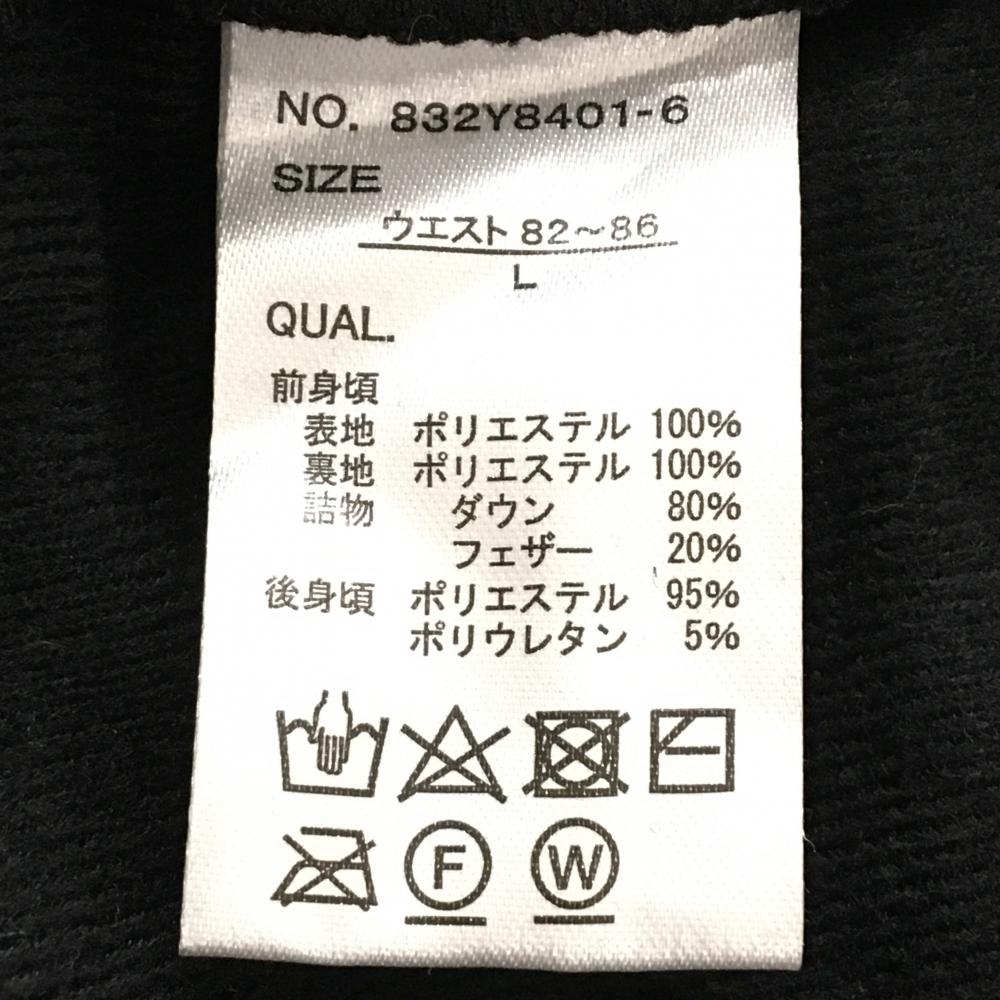 NO. 832Y8401-6
SIZE
ウエスト 82～86
L
QUAL.
前身頃
表地 ポリエステル 100%
裏地 ポリエステル 100%
詰物 ダウン 80%
フェザー 20%
後身頃 ポリエステル 95%
ポリウレタン 5%
F W